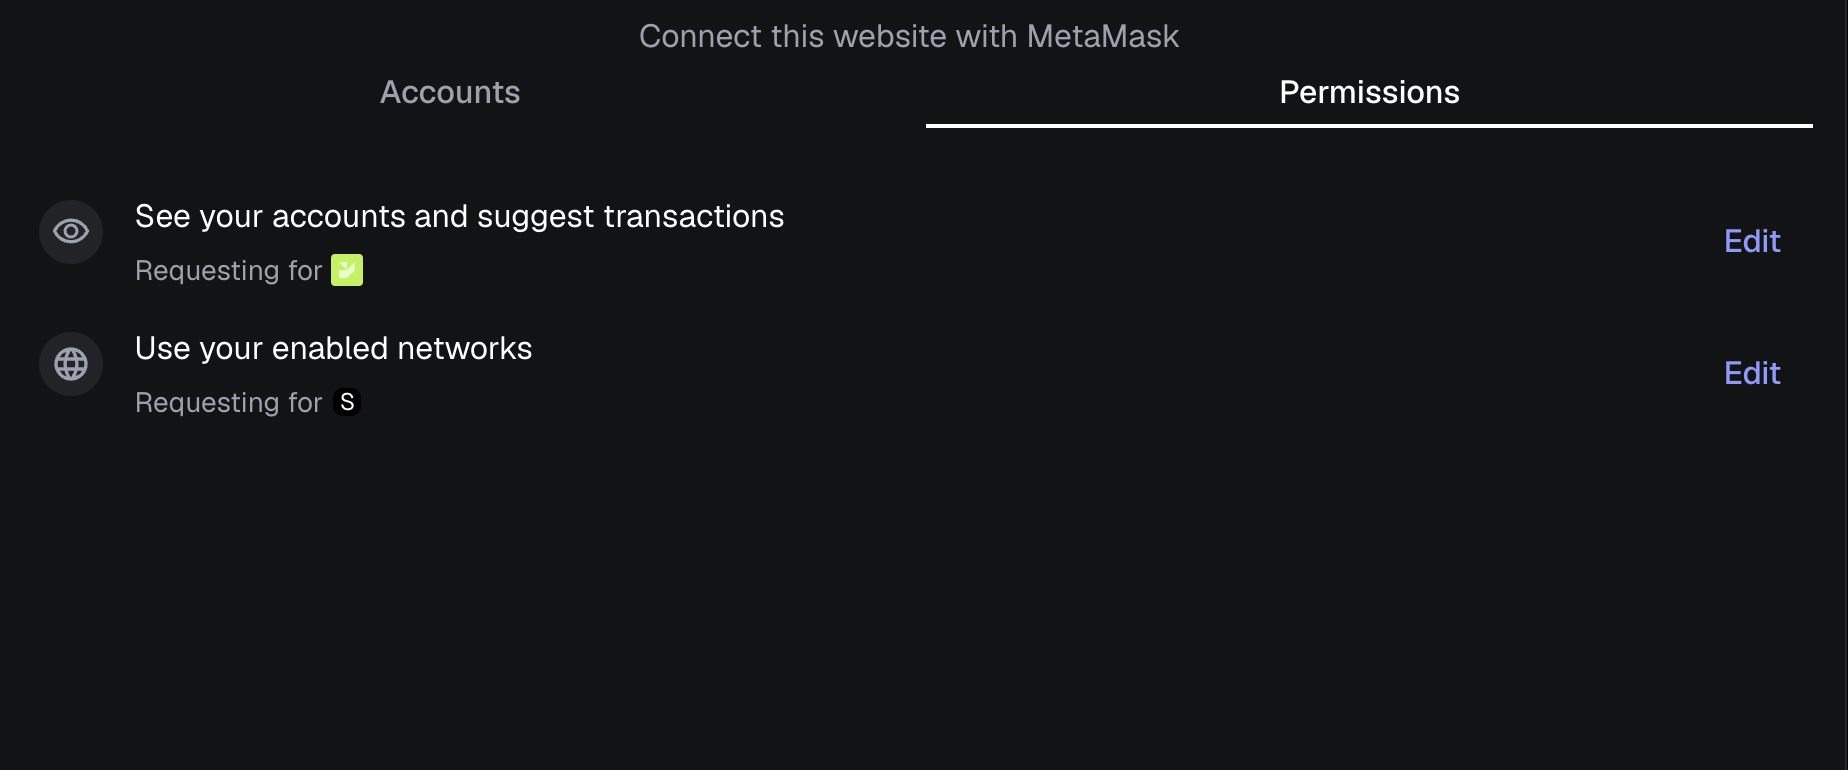 Connect this website with MetaMask
Accounts
Permissions
See your accounts and suggest transactions
Requesting for
Edit
Use your enabled networks
Requesting for S
Edit